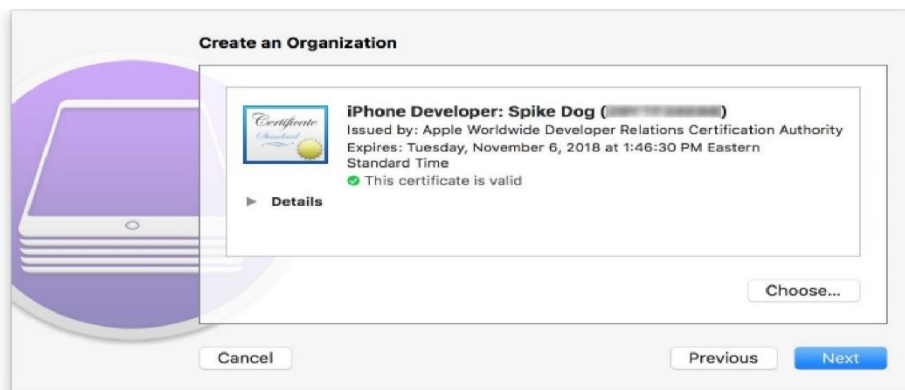 Create an Organization
Certificate
Standard
iPhone Developer: Spike Dog ( )
Issued by: Apple Worldwide Developer Relations Certification Authority
Expires: Tuesday, November 6, 2018 at 1:46:30 PM Eastern
Standard Time
This certificate is valid
Details
Choose...
Cancel
Previous
Next